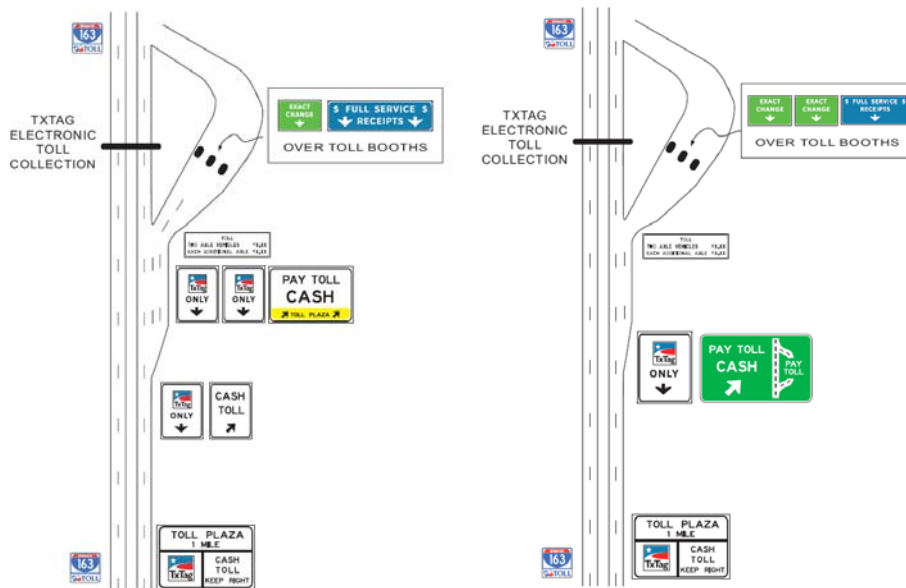 163
TOLL
TXTAG
ELECTRONIC
TOLL
COLLECTION
EXACT
CHANGE
$ FULL SERVICE $
RECEIPTS
OVER TOLL BOOTHS
TOLL
TWO AXLE VEHICLES
EACH ADDITIONAL AXLE
TxTag
ONLY
TxTag
ONLY
PAY TOLL
CASH
TOLL PLAZA
TxTag
ONLY
CASH
TOLL
TOLL PLAZA
1 MILE
TxTag
CASH
TOLL
KEEP RIGHT
163
TOLL
163
TOLL
TXTAG
ELECTRONIC
TOLL
COLLECTION
EXACT
CHANGE
EXACT
CHANGE
$ FULL SERVICE $
RECEIPTS
OVER TOLL BOOTHS
TOLL
TWO AXLE VEHICLES
EACH ADDITIONAL AXLE
TxTag
ONLY
PAY TOLL
CASH
PAY
TOLL
TOLL PLAZA
1 MILE
TxTag
CASH
TOLL
KEEP RIGHT
163
TOLL